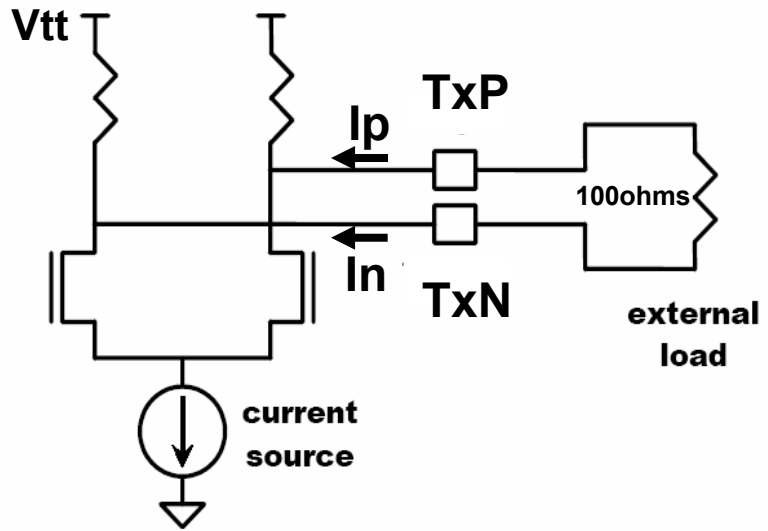 Vtt
TxP
Ip
100ohms
In
TxN
external
load
current
source